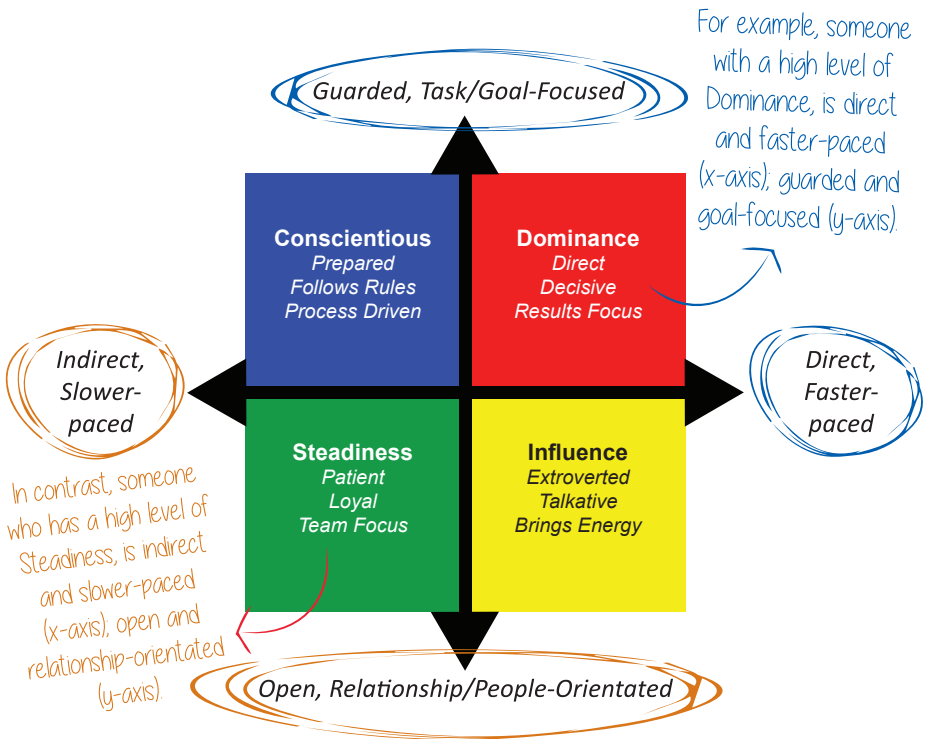 Guarded, Task/Goal-Focused
For example, someone
with a high level of
Dominance, is direct
and faster-paced
(x-axis); guarded and
goal-focused (y-axis).
Conscientious
Prepared
Follows Rules
Process Driven
Dominance
Direct
Decisive
Results Focus
Indirect,
Slower-
paced
Direct,
Faster-
paced
Steadiness
Patient
Loyal
Team Focus
Influence
Extroverted
Talkative
Brings Energy
In contrast, someone
who has a high level of
Steadiness, is indirect
and slower-paced
(x-axis); open and
relationship-orientated
(y-axis).
Open, Relationship/People-Orientated